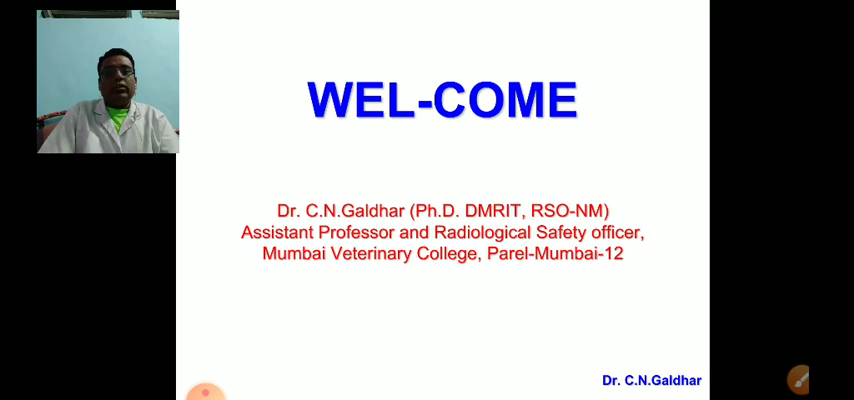 WEL-COME
Dr. C.N.Galdhar (Ph.D. DMRIT, RSO-NM)
Assistant Professor and Radiological Safety officer,
Mumbai Veterinary College, Parel-Mumbai-12
Dr. C.N.Galdhar